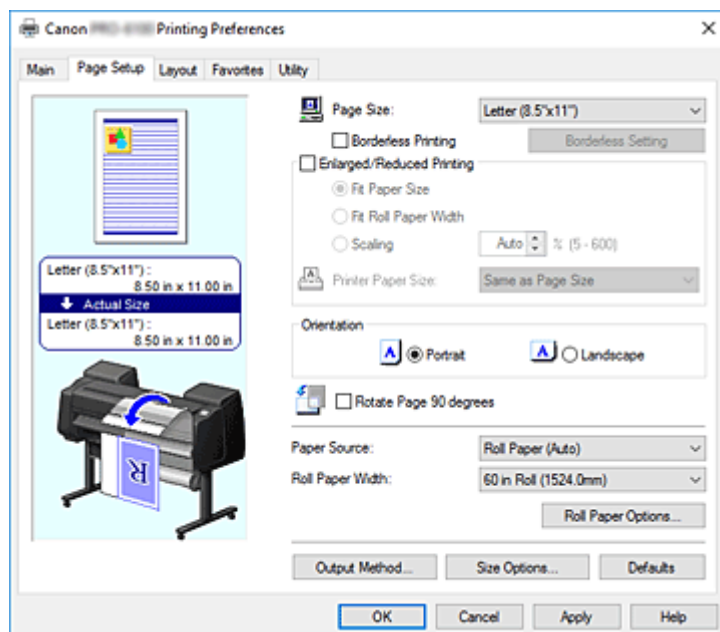 Canon Printing Preferences
Main Page Setup Layout Favorites Utility
Page Size: Letter (8.5"x11")
Borderless Printing Borderless Setting
Enlarged/Reduced Printing
Fit Paper Size
Fit Roll Paper Width
Scaling Auto % (5 - 600)
Printer Paper Size: Same as Page Size
Letter (8.5"x11") :
8.50 in x 11.00 in
Actual Size
Letter (8.5"x11") :
8.50 in x 11.00 in
Orientation
A Portrait A Landscape
Rotate Page 90 degrees
R
Paper Source: Roll Paper (Auto)
Roll Paper Width: 60 in Roll (1524.0mm)
Roll Paper Options...
Output Method... Size Options... Defaults
OK Cancel Apply Help